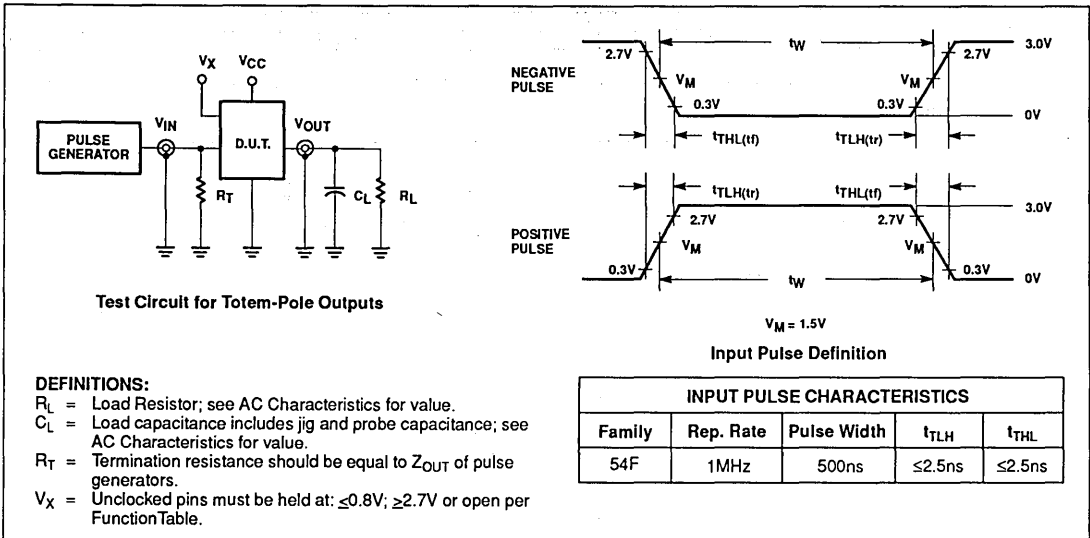 VX
VCC
VIN
VOUT
PULSE
GENERATOR
D.U.T.
RT
CL
RL
Test Circuit for Totem-Pole Outputs
NEGATIVE
PULSE
2.7V
tW
2.7V
3.0V
VM
VM
0.3V
0.3V
0V
tTHL(tf)
tTLH(tr)
tTLH(tr)
tTHL(tf)
POSITIVE
PULSE
2.7V
2.7V
3.0V
VM
VM
0.3V
0.3V
0V
tW
VM = 1.5V
Input Pulse Definition
DEFINITIONS:
RL = Load Resistor; see AC Characteristics for value.
CL = Load capacitance includes jig and probe capacitance; see
AC Characteristics for value.
RT = Termination resistance should be equal to ZOUT of pulse
generators.
VX = Unclocked pins must be held at: ≤0.8V; ≥2.7V or open per
FunctionTable.
INPUT PULSE CHARACTERISTICS
Family Rep. Rate Pulse Width tTLH tTHL
54F 1MHz 500ns ≤2.5ns ≤2.5ns